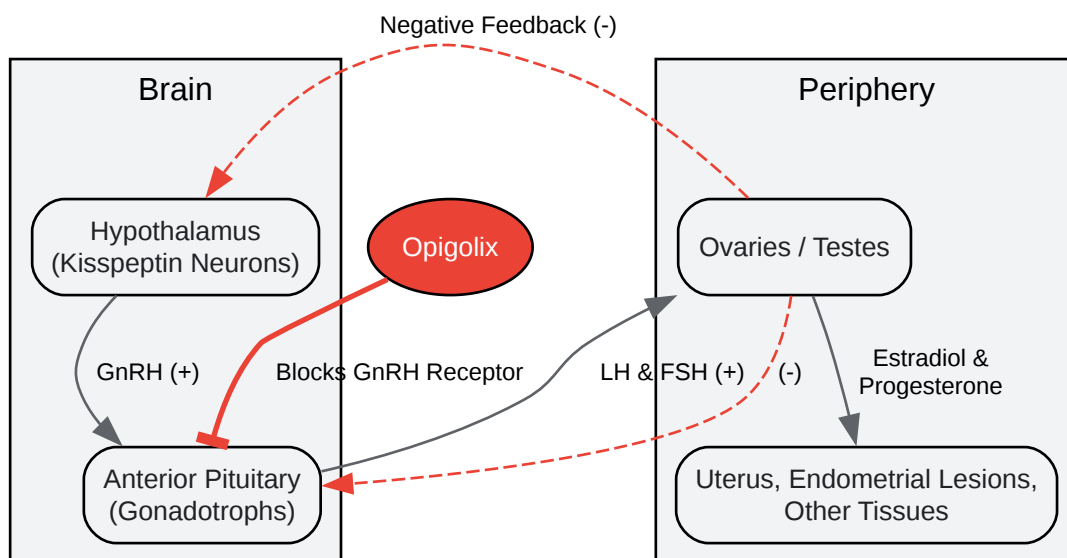 Negative Feedback (-)
Brain
Periphery
Hypothalamus
(Kisspeptin Neurons)
Opigolix
Ovaries / Testes
GnRH (+)
Blocks GnRH Receptor
LH & FSH (+)
(-)
Estradiol &
Progesterone
Anterior Pituitary
(Gonadotrophs)
Uterus, Endometrial Lesions,
Other Tissues